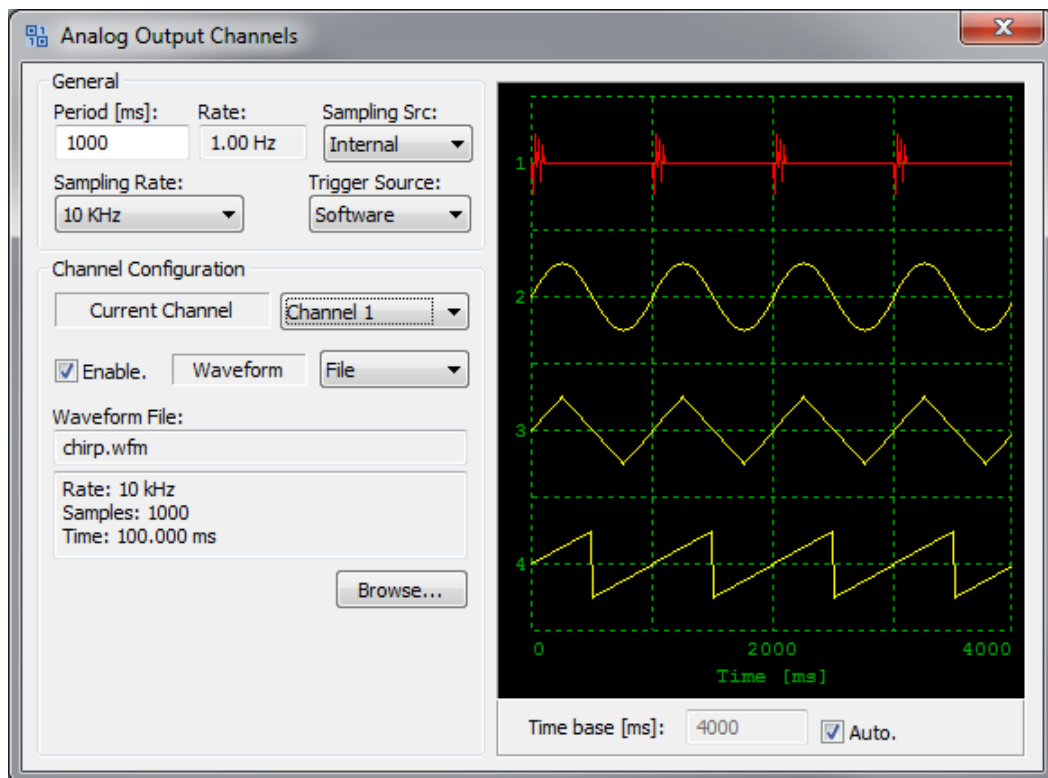 Analog Output Channels
General
Period [ms]: Rate: Sampling Src:
1000 1.00 Hz Internal
Sampling Rate: Trigger Source:
10 KHz Software
Channel Configuration
Current Channel Channel 1
Enable. Waveform File
Waveform File:
chirp.wfm
Rate: 10 kHz
Samples: 1000
Time: 100.000 ms
Browse...
1
2
3
4
0 2000 4000
Time [ms]
Time base [ms]: 4000 Auto.